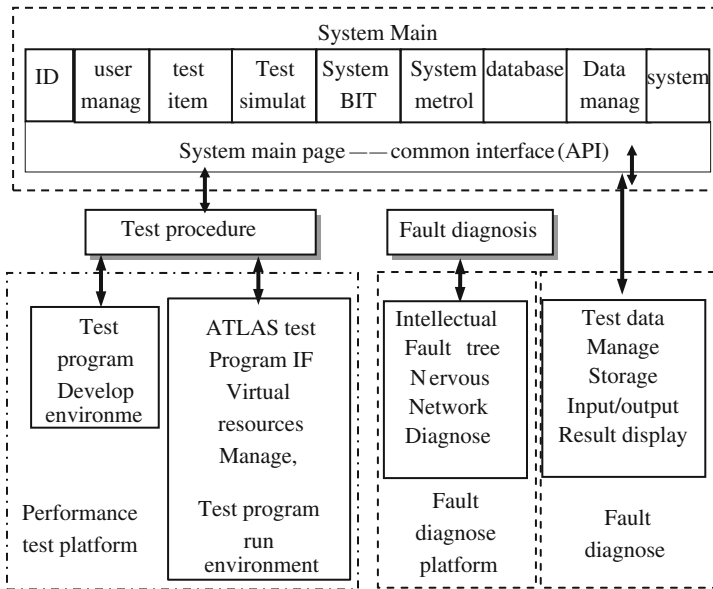 System Main
ID
user
manag
test
item
Test
simulat
System
BIT
System
metrol
database
Data
manag
system
System main page ——common interface (API)
Test procedure
Fault diagnosis
Test
program
Develop
environme
ATLAS test
Program IF
Virtual
resources
Manage,
Test program
run
environment
Performance
test platform
Intellectual
Fault tree
Nervous
Network
Diagnose
Fault
diagnose
platform
Test data
Manage
Storage
Input/output
Result display
Fault
diagnose